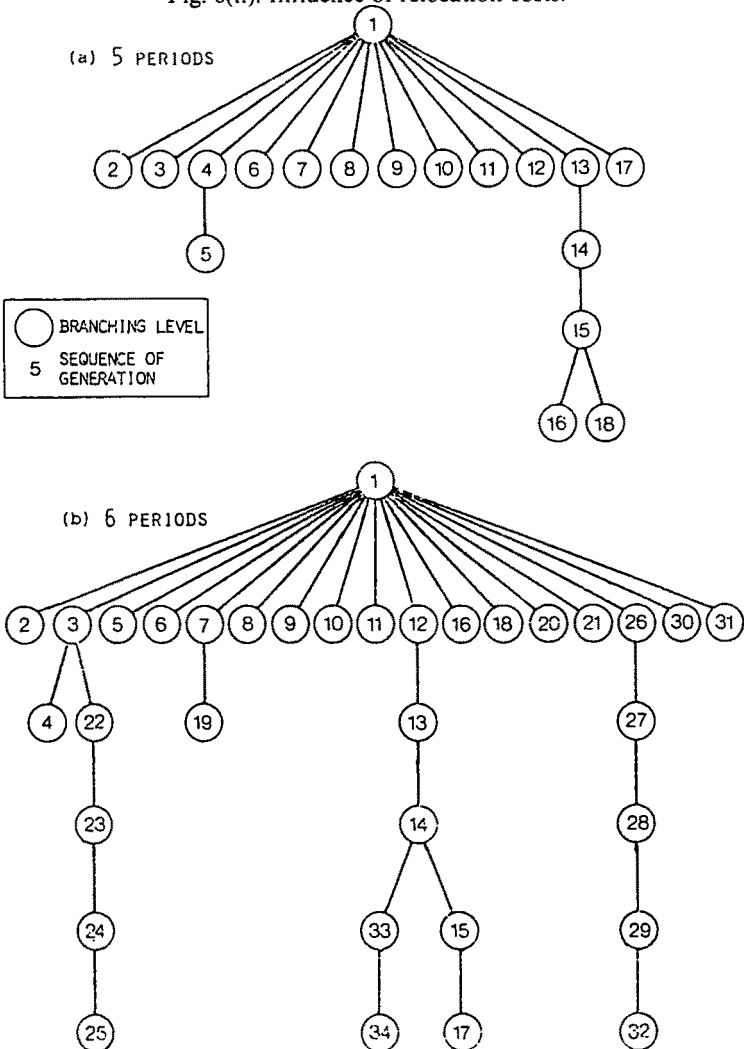 Fig. 6(ii). Influence of relocation costs.
1
(a) 5 PERIODS
2 3 4 6 7 8 9 10 11 12 13 17
5
14
15
16 18
BRANCHING LEVEL
5 SEQUENCE OF
GENERATION
1
(b) 6 PERIODS
2 3 5 6 7 8 9 10 11 12 16 18 20 21 26 30 31
4 22 19 13 27
23 14 28
24 33 15 29
25 34 17 32